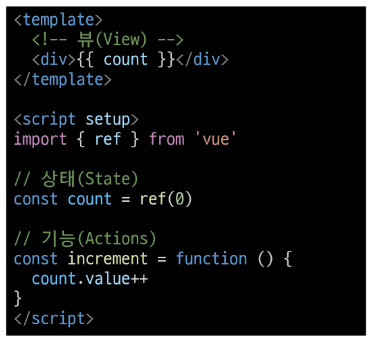 <template>
  <!-- 뷰(View) -->
  <div>{{ count }}</div>
</template>

<script setup>
import { ref } from 'vue'

// 상태(State)
const count = ref(0)

// 기능(Actions)
const increment = function () {
  count.value++
}
</script>